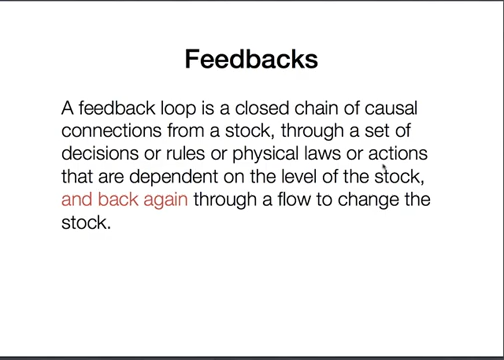 Feedbacks
A feedback loop is a closed chain of causal
connections from a stock, through a set of
decisions or rules or physical laws or actions
that are dependent on the level of the stock,
and back again through a flow to change the
stock.